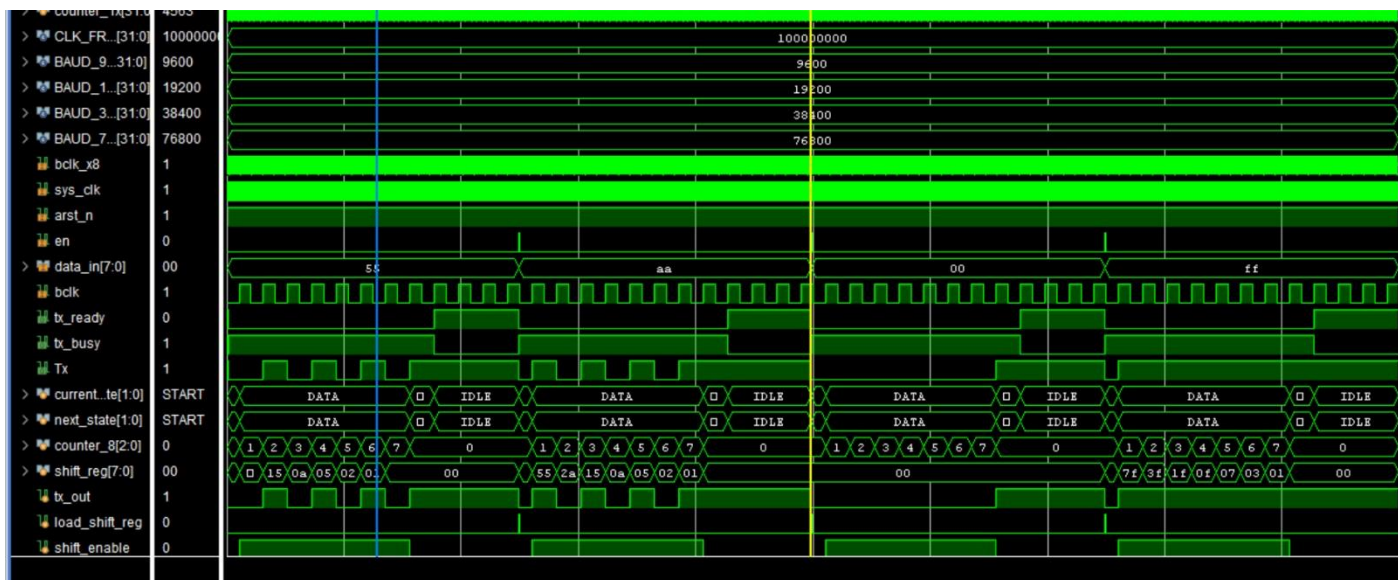 counter_Tx[31:0] 4563
CLK_FR...[31:0] 10000000 100000000
BAUD_9...31:0] 9600 9600
BAUD_1...[31:0] 19200 19200
BAUD_3...[31:0] 38400 38400
BAUD_7...[31:0] 76800 76800
bclk_x8 1
sys_clk 1
arst_n 1
en 0
data_in[7:0] 00 55 aa 00 ff
bclk 1
tx_ready 0
tx_busy 1
Tx 1
current...te[1:0] START DATA IDLE DATA IDLE DATA IDLE DATA IDLE
next_state[1:0] START DATA IDLE DATA IDLE DATA IDLE DATA IDLE
counter_8[2:0] 0 1 2 3 4 5 6 7 0 1 2 3 4 5 6 7 0 1 2 3 4 5 6 7 0 1 2 3 4 5 6 7 0
shift_reg[7:0] 00 15 0a 05 02 01 00 55 2a 15 0a 05 02 01 00 7f 3f 1f 0f 07 03 01 00
tx_out 1
load_shift_reg 0
shift_enable 0